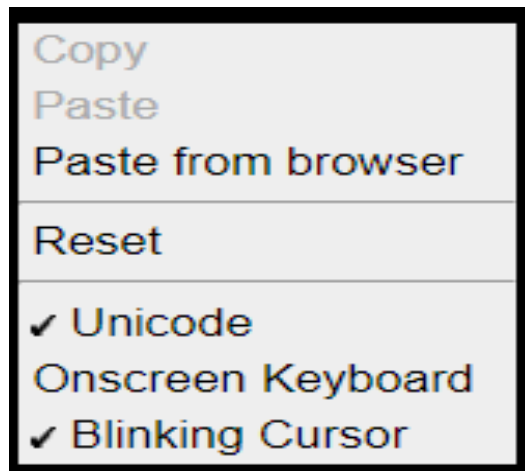 Copy
Paste
Paste from browser
Reset
✔ Unicode
Onscreen Keyboard
✔ Blinking Cursor